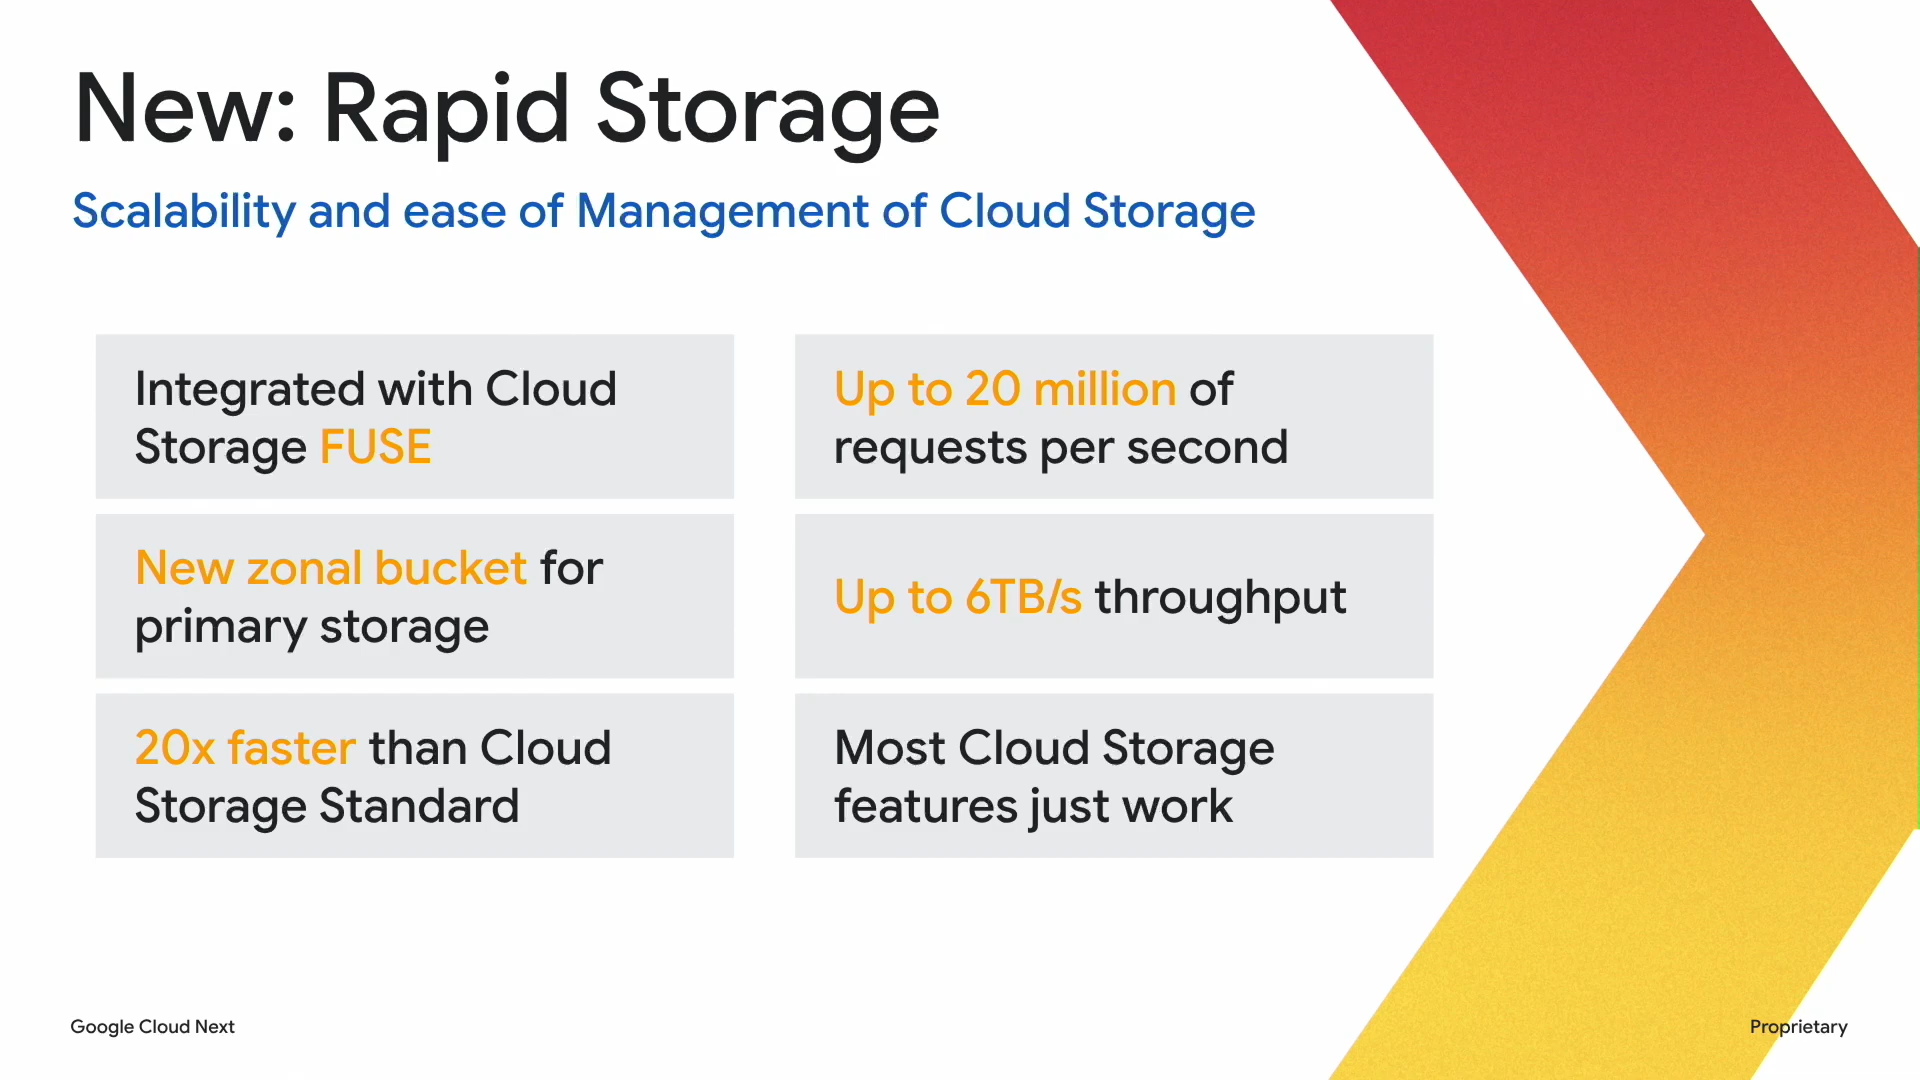 New: Rapid Storage
Scalability and ease of Management of Cloud Storage
Integrated with Cloud
Storage FUSE
Up to 20 million of
requests per second
New zonal bucket for
primary storage
Up to 6TB/s throughput
20x faster than Cloud
Storage Standard
Most Cloud Storage
features just work
Google Cloud Next
Proprietary